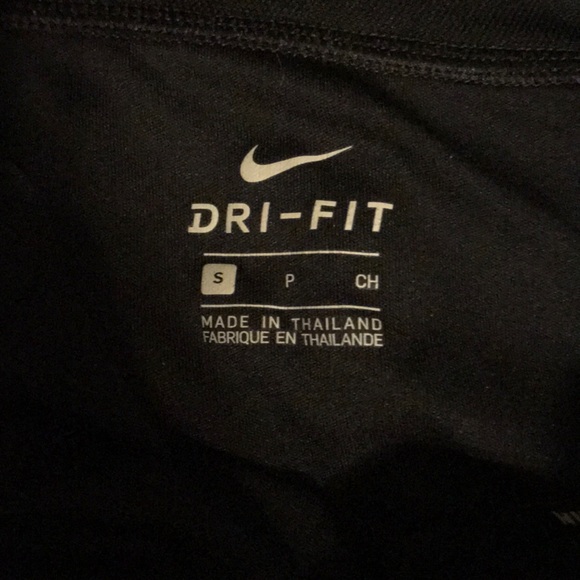 DRI-FIT
S P CH
MADE IN THAILAND
FABRIQUE EN THAILANDE